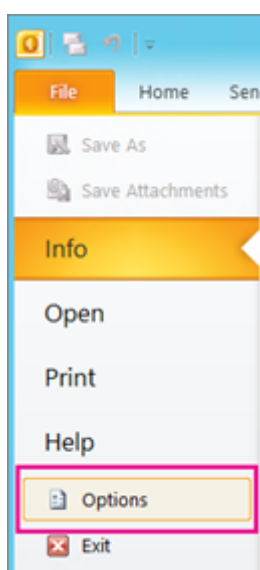 File Home Sen
Save As
Save Attachments
Info
Open
Print
Help
Options
Exit